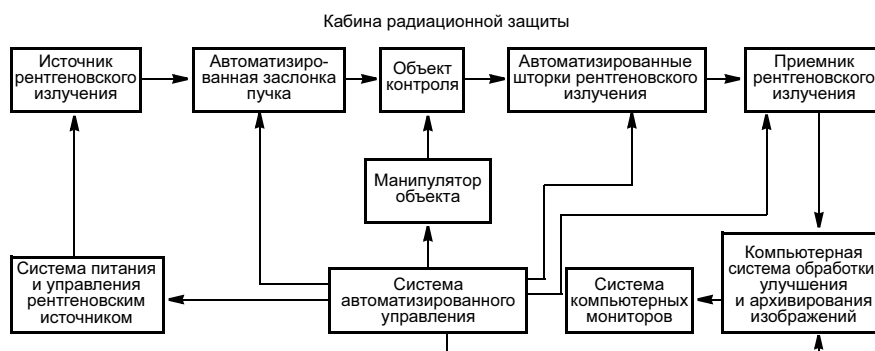 Кабина радиационной защиты
Источник
рентгеновского
излучения
Автоматизиро-
ванная заслонка
пучка
Объект
контроля
Автоматизированные
шторки рентгеновского
излучения
Приемник
рентгеновского
излучения
Манипулятор
объекта
Система питания
и управления
рентгеновским
источником
Система
автоматизированного
управления
Система
компьютерных
мониторов
Компьютерная
система обработки,
улучшения
и архивирования
изображений